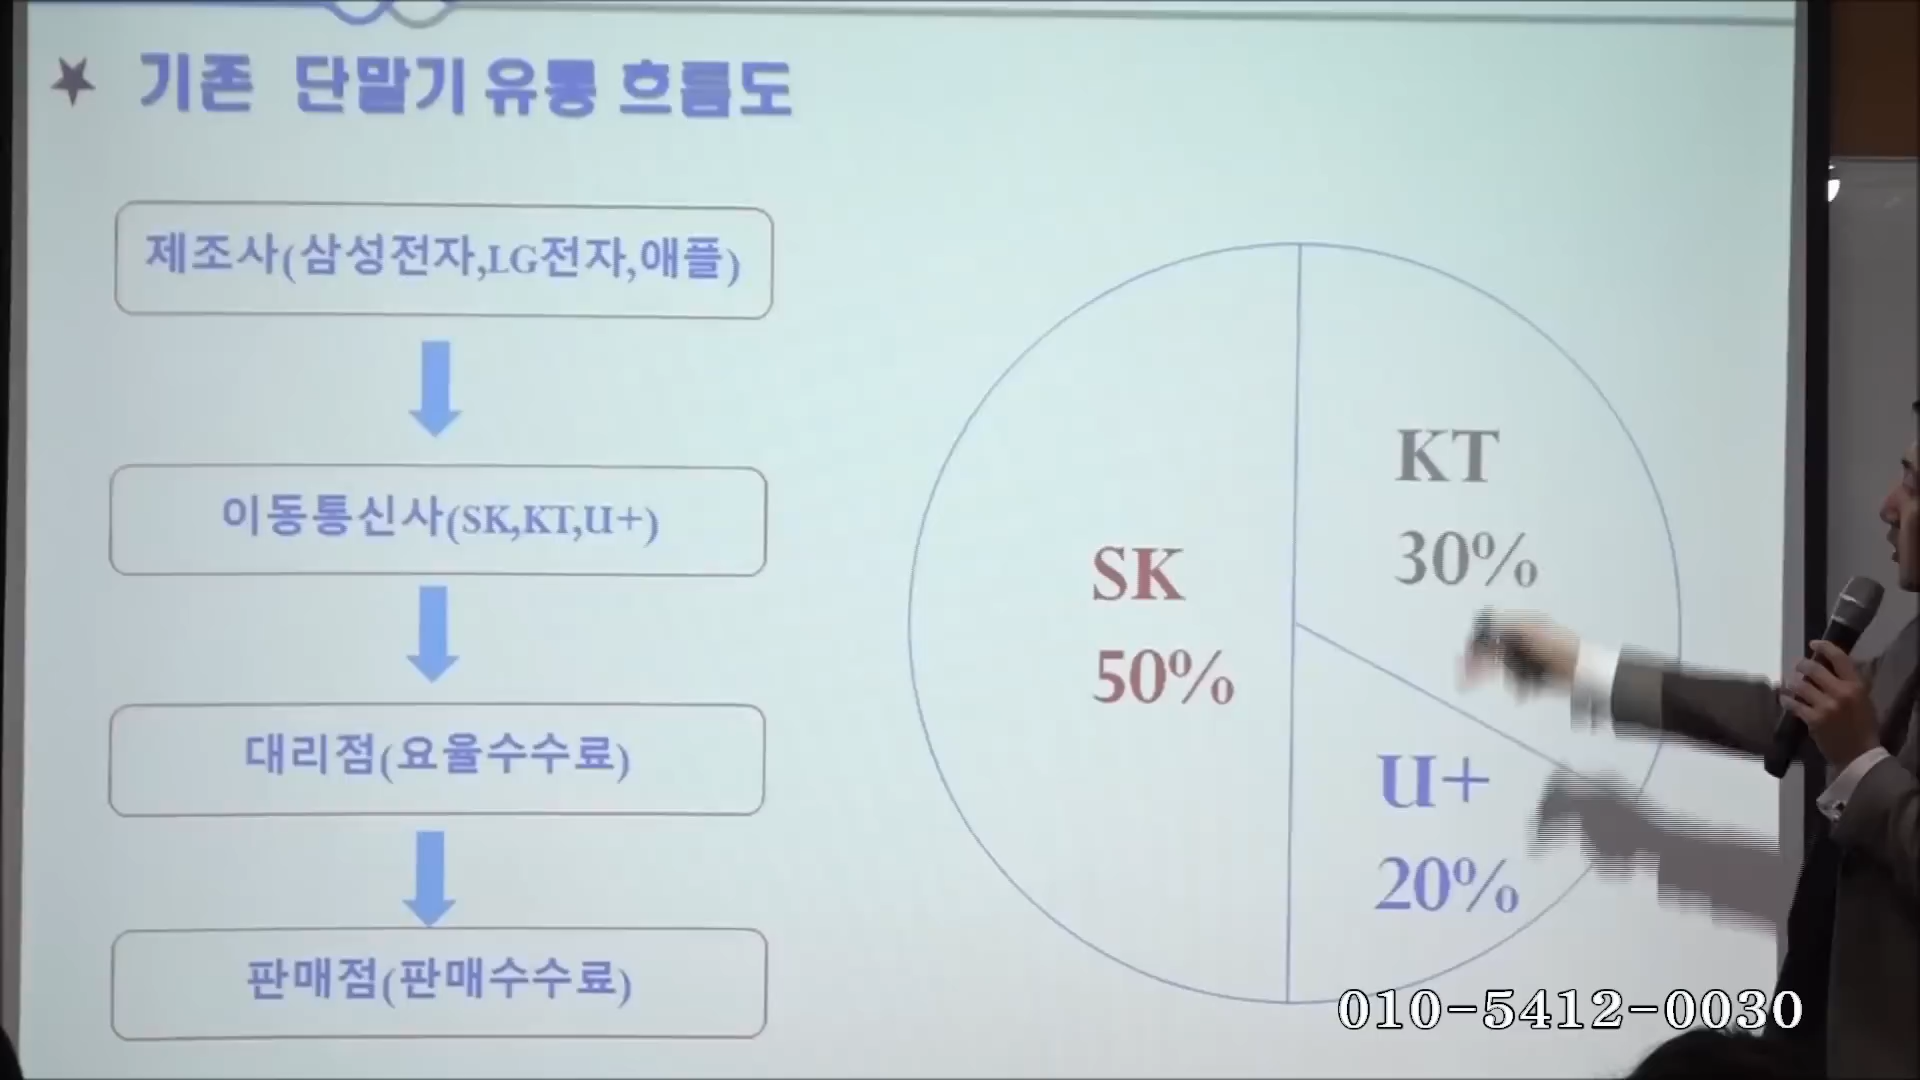 기존 단말기 유통 흐름도
제조사(삼성전자,LG전자,애플)
이동통신사(SK,KT,U+)
대리점(요율수수료)
판매점(판매수수료)
SK
50%
KT
30%
U+
20%
010-5412-0030